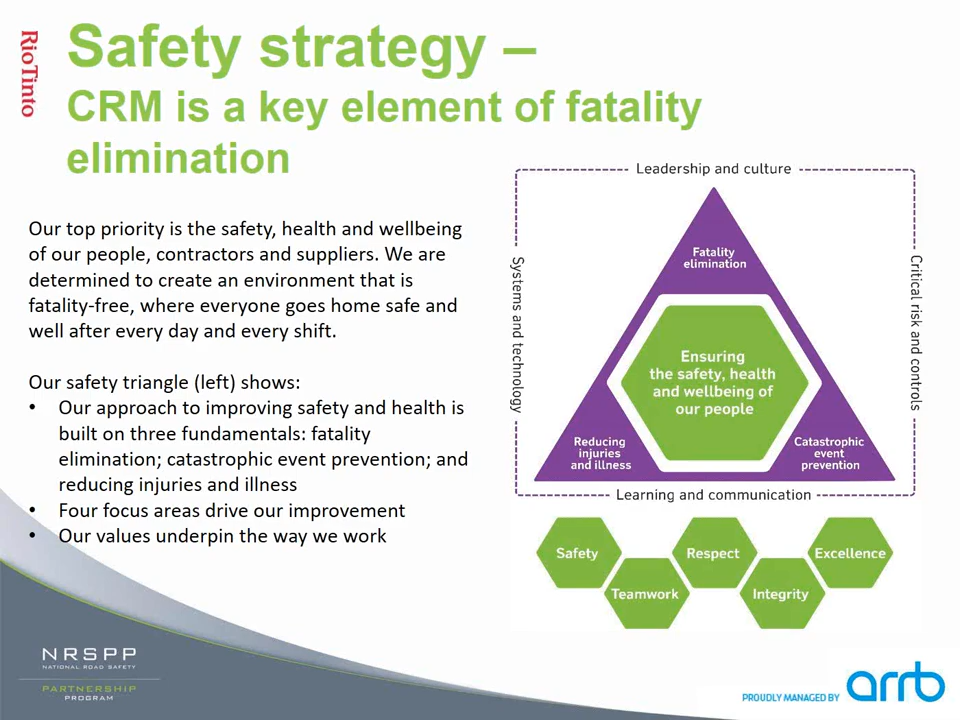 RioTinto
Safety strategy –
CRM is a key element of fatality
elimination
Our top priority is the safety, health and wellbeing
of our people, contractors and suppliers. We are
determined to create an environment that is
fatality-free, where everyone goes home safe and
well after every day and every shift.
Our safety triangle (left) shows:
• Our approach to improving safety and health is
built on three fundamentals: fatality
elimination; catastrophic event prevention; and
reducing injuries and illness
• Four focus areas drive our improvement
• Our values underpin the way we work
Leadership and culture
Systems and technology
Critical risk and controls
Fatality
elimination
Ensuring
the safety, health
and wellbeing of
our people
Reducing
injuries
and illness
Catastrophic
event
prevention
Learning and communication
Safety
Teamwork
Respect
Integrity
Excellence
NRSPP
NATIONAL ROAD SAFETY
PARTNERSHIP
PROGRAM
PROUDLY MANAGED BY
arrb